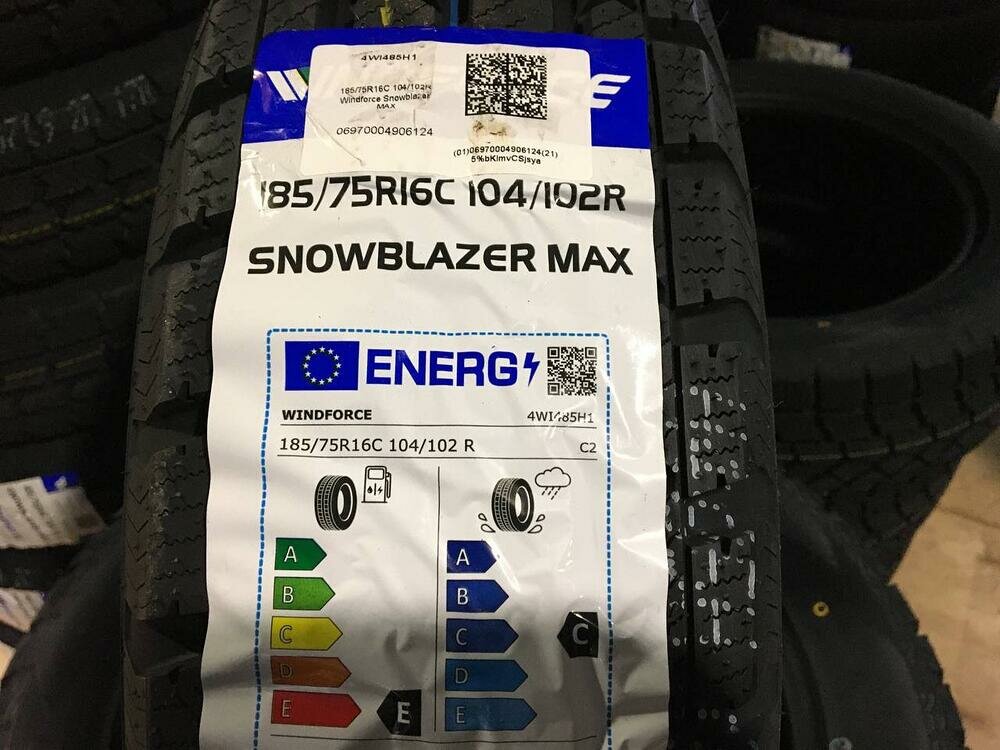 4WI485H1
185/75R16C 104/102R
Windforce Snowblazer
MAX
06970004906124
(01)06970004906124(21)
5%bKImvCSjsya
185/75R16C 104/102R
SNOWBLAZER MAX
ENERG
WINDFORCE 4WI485H1
185/75R16C 104/102 R C2
A A
B B
C C C
D D
E E E